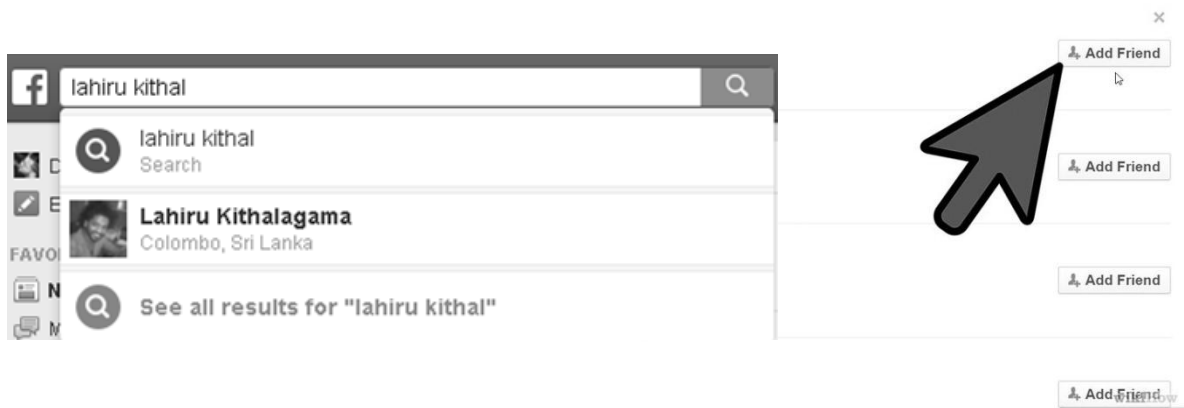 f
lahiru kithal
lahiru kithal
Search
D
E
Lahiru Kithalagama
Colombo, Sri Lanka
FAVO
N
See all results for "lahiru kithal"
M
Add Friend
Add Friend
Add Friend
Add Friend